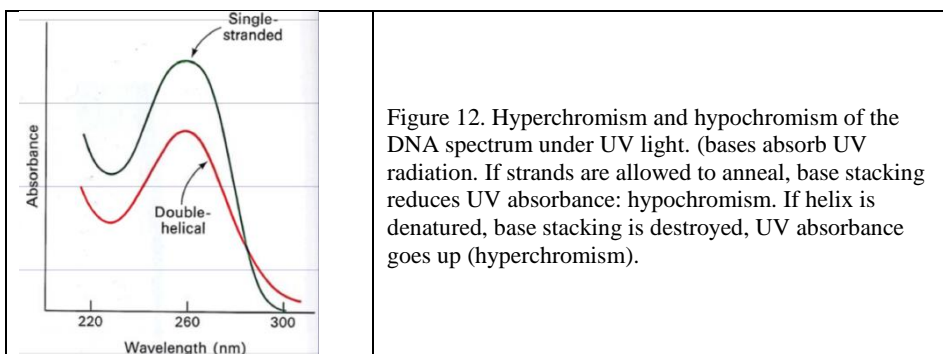 Single-
stranded
Absorbance
Double-
helical
220 260 300
Wavelength (nm)
Figure 12. Hyperchromism and hypochromism of the
DNA spectrum under UV light. (bases absorb UV
radiation. If strands are allowed to anneal, base stacking
reduces UV absorbance: hypochromism. If helix is
denatured, base stacking is destroyed, UV absorbance
goes up (hyperchromism).